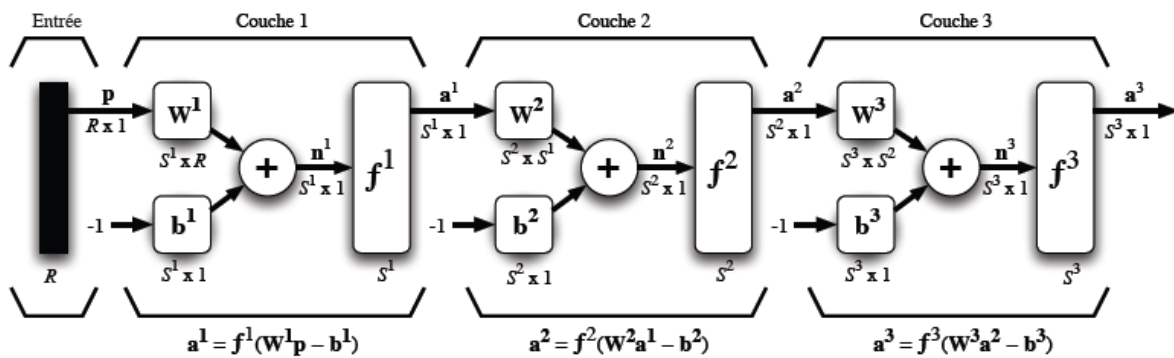 Entrée
Couche 1
Couche 2
Couche 3
p
R x 1
W¹
S¹ x R
+
n¹
S¹ x 1
f¹
-1
b¹
S¹ x 1
R
S¹
a¹
S¹ x 1
W²
S² x S¹
+
n²
S² x 1
f²
-1
b²
S² x 1
S²
a²
S² x 1
W³
S³ x S²
+
n³
S³ x 1
f³
-1
b³
S³ x 1
S³
a³
S³ x 1
a¹ = f¹(W¹p – b¹)
a² = f²(W²a¹ – b²)
a³ = f³(W³a² – b³)